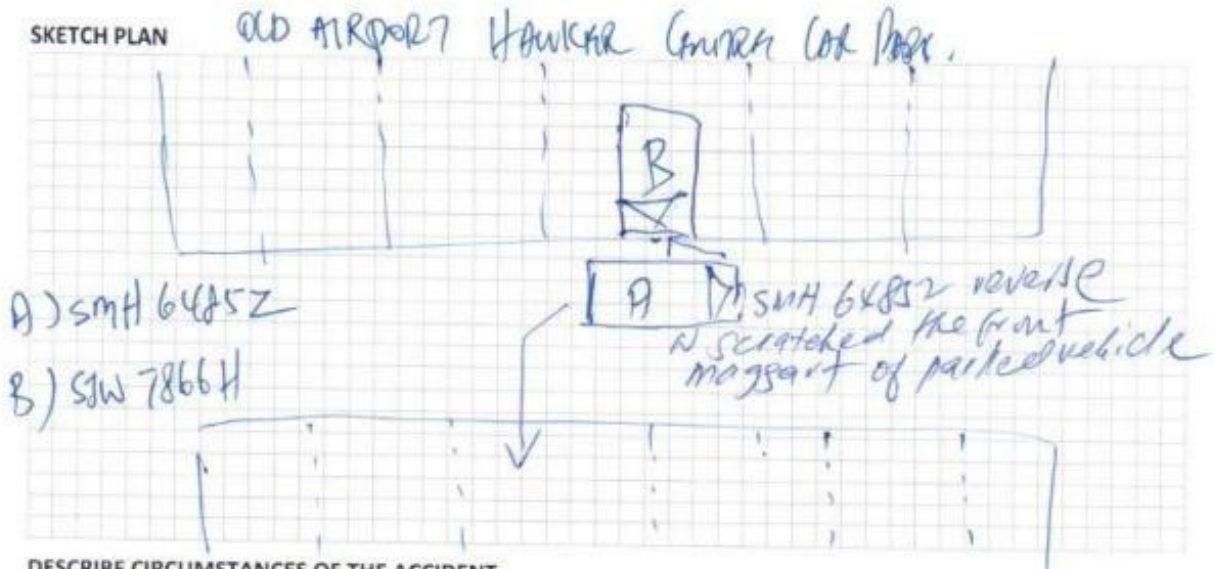 SKETCH PLAN
OLD AIRPORT HAWKER CENTRE CAR PARK.
B
A
A) SMH 6485Z
SMH 6485Z reverse
N scratched the front
maggart of parked vehicle
B) SJW 7866H
DESCRIBE CIRCUMSTANCES OF THE ACCIDENT